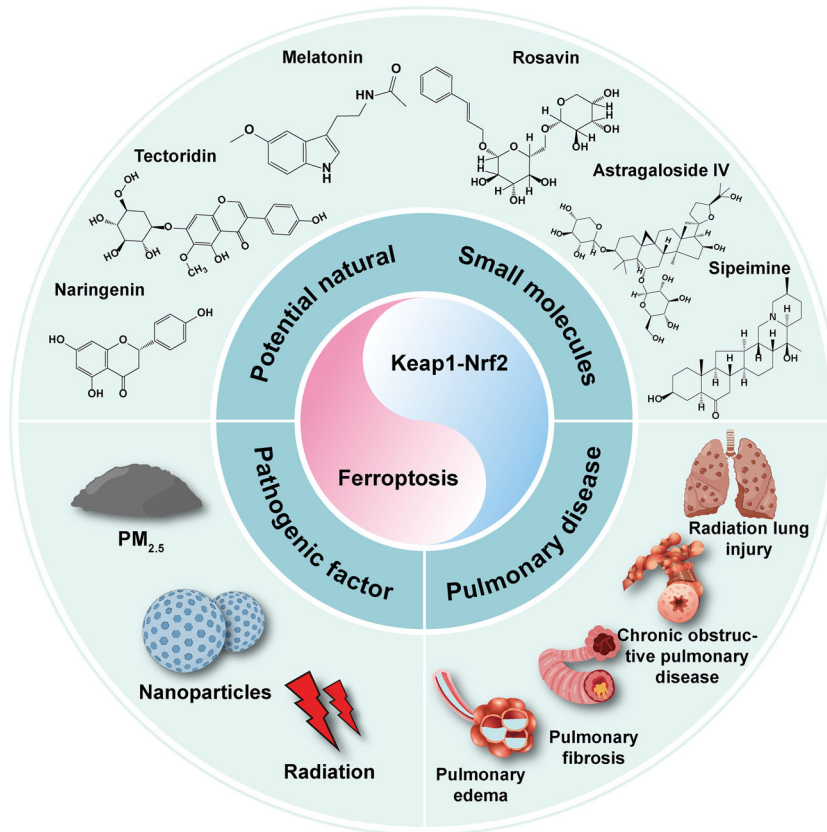 Melatonin
Rosavin
Tectoridin
Astragaloside IV
Naringenin
Sipeimine
Potential natural
Small molecules
Keap1-Nrf2
Ferroptosis
Pathogenic factor
Pulmonary disease
PM2.5
Nanoparticles
Radiation
Radiation lung
injury
Chronic obstruc-
tive pulmonary
disease
Pulmonary
fibrosis
Pulmonary
edema